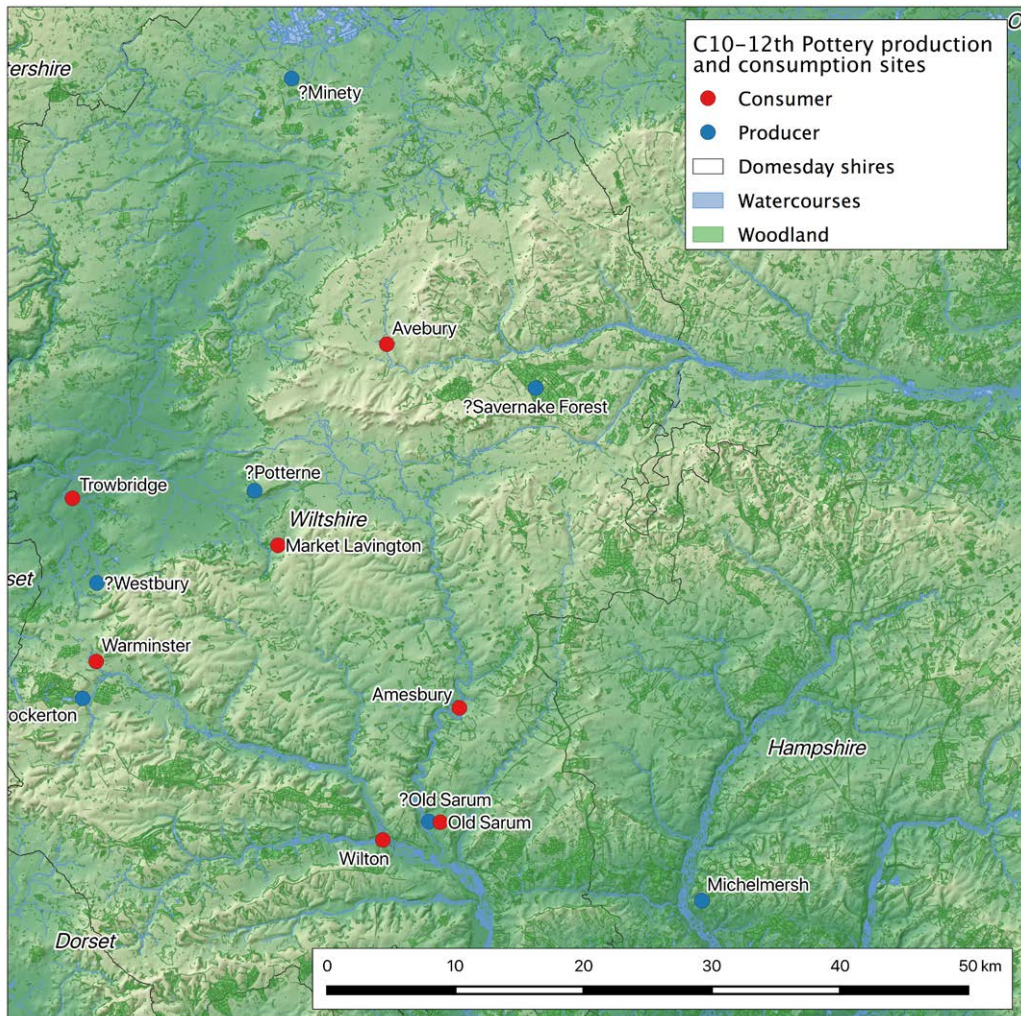 C10-12th Pottery production
and consumption sites
Consumer
Producer
Domesday shires
Watercourses
Woodland
tershire
?Minety
Avebury
?Savernake Forest
?Potterne
Trowbridge
Wiltshire
Market Lavington
set
?Westbury
Warminster
Amesbury
ockerton
Hampshire
?Old Sarum
Old Sarum
Wilton
Michelmersh
Dorset
0 10 20 30 40 50 km